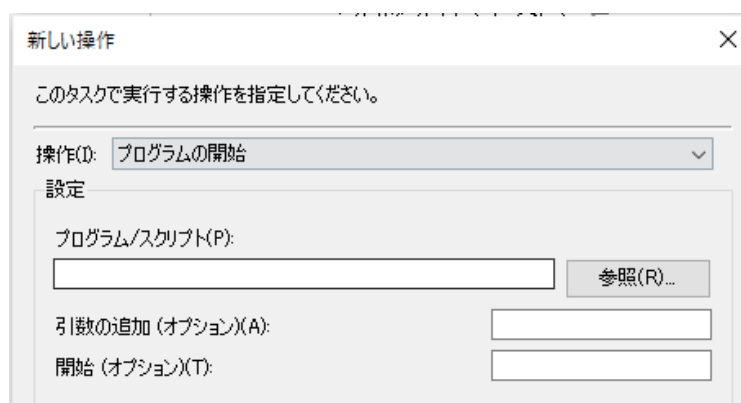 新しい操作
このタスクで実行する操作を指定してください。
操作(I): プログラムの開始
設定
プログラム/スクリプト(P):
参照(R)...
引数の追加 (オプション)(A):
開始 (オプション)(T):